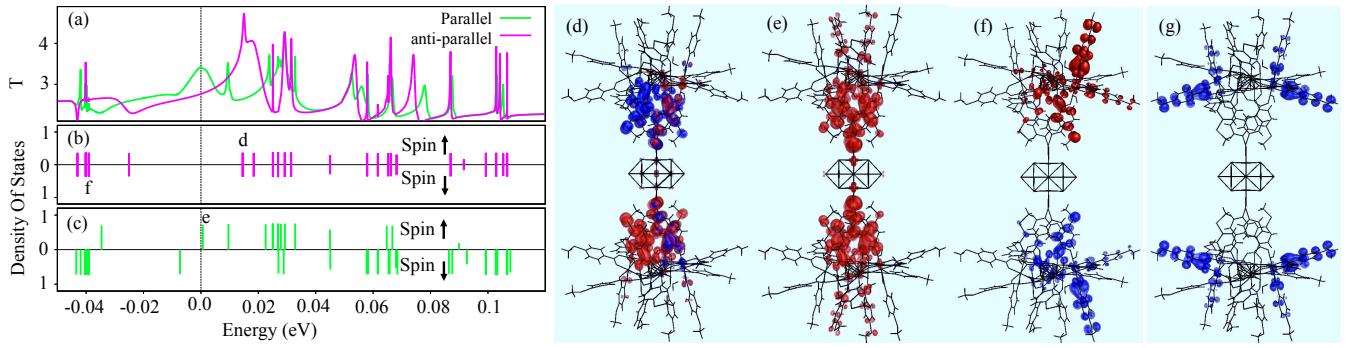 (a)
Parallel
anti-parallel
4
3
T
(b)
1
0
1
d
f
Spin
Spin
(c)
1
0
1
e
Spin
Spin
Density Of States
-0.04 -0.02 0.0 0.02 0.04 0.06 0.08 0.1
Energy (eV)
(d) (e) (f) (g)